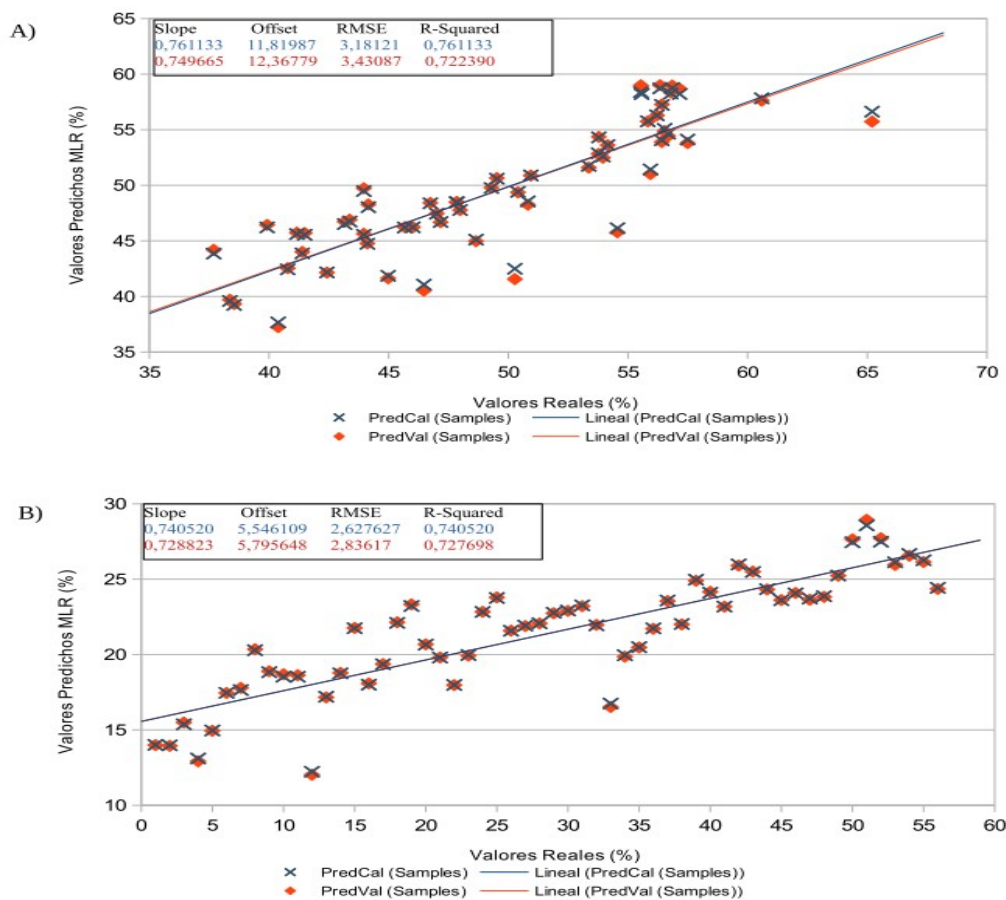 A)
Slope Offset RMSE R-Squared
0,761133 11,81987 3,18121 0,761133
0,749665 12,36779 3,43087 0,722390
65
60
55
50
45
40
35
Valores Predichos MLR (%)
35 40 45 50 55 60 65 70
Valores Reales (%)
PredCal (Samples) Lineal (PredCal (Samples))
PredVal (Samples) Lineal (PredVal (Samples))
B)
Slope Offset RMSE R-Squared
0,740520 5,546109 2,627627 0,740520
0,728823 5,795648 2,83617 0,727698
30
25
20
15
10
Valores Predichos MLR (%)
0 5 10 15 20 25 30 35 40 45 50 55 60
Valores Reales (%)
PredCal (Samples) Lineal (PredCal (Samples))
PredVal (Samples) Lineal (PredVal (Samples))